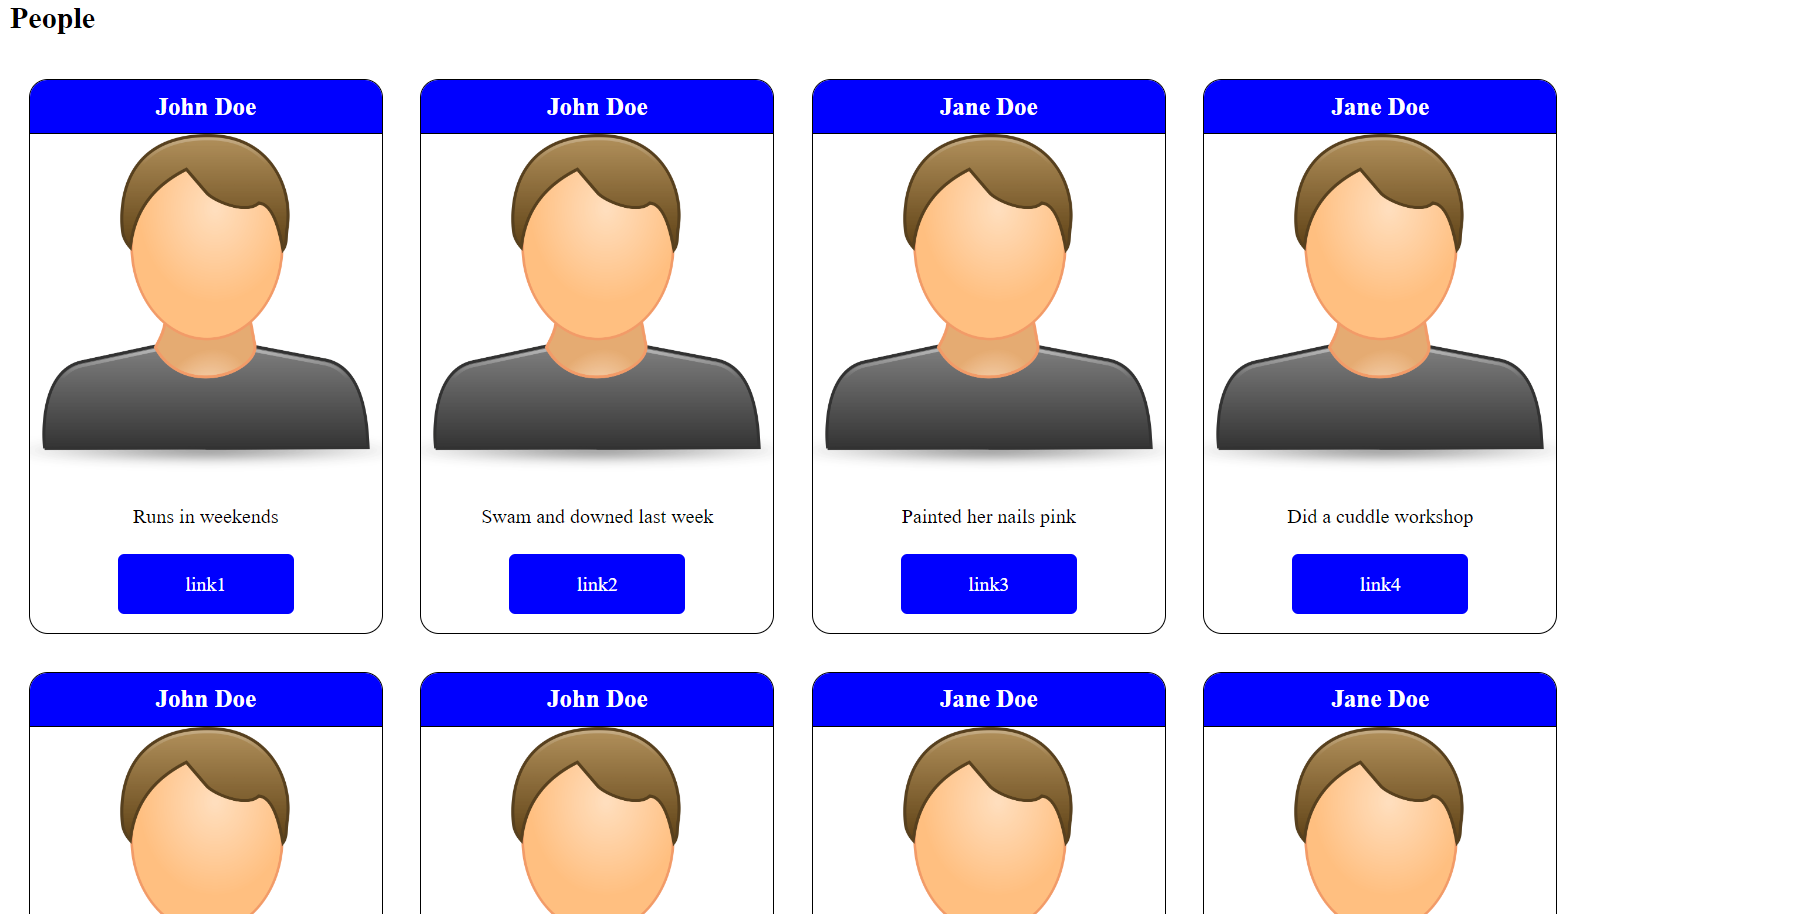 People
John Doe
John Doe
Jane Doe
Jane Doe
Runs in weekends
Swam and downed last week
Painted her nails pink
Did a cuddle workshop
link1
link2
link3
link4
John Doe
John Doe
Jane Doe
Jane Doe